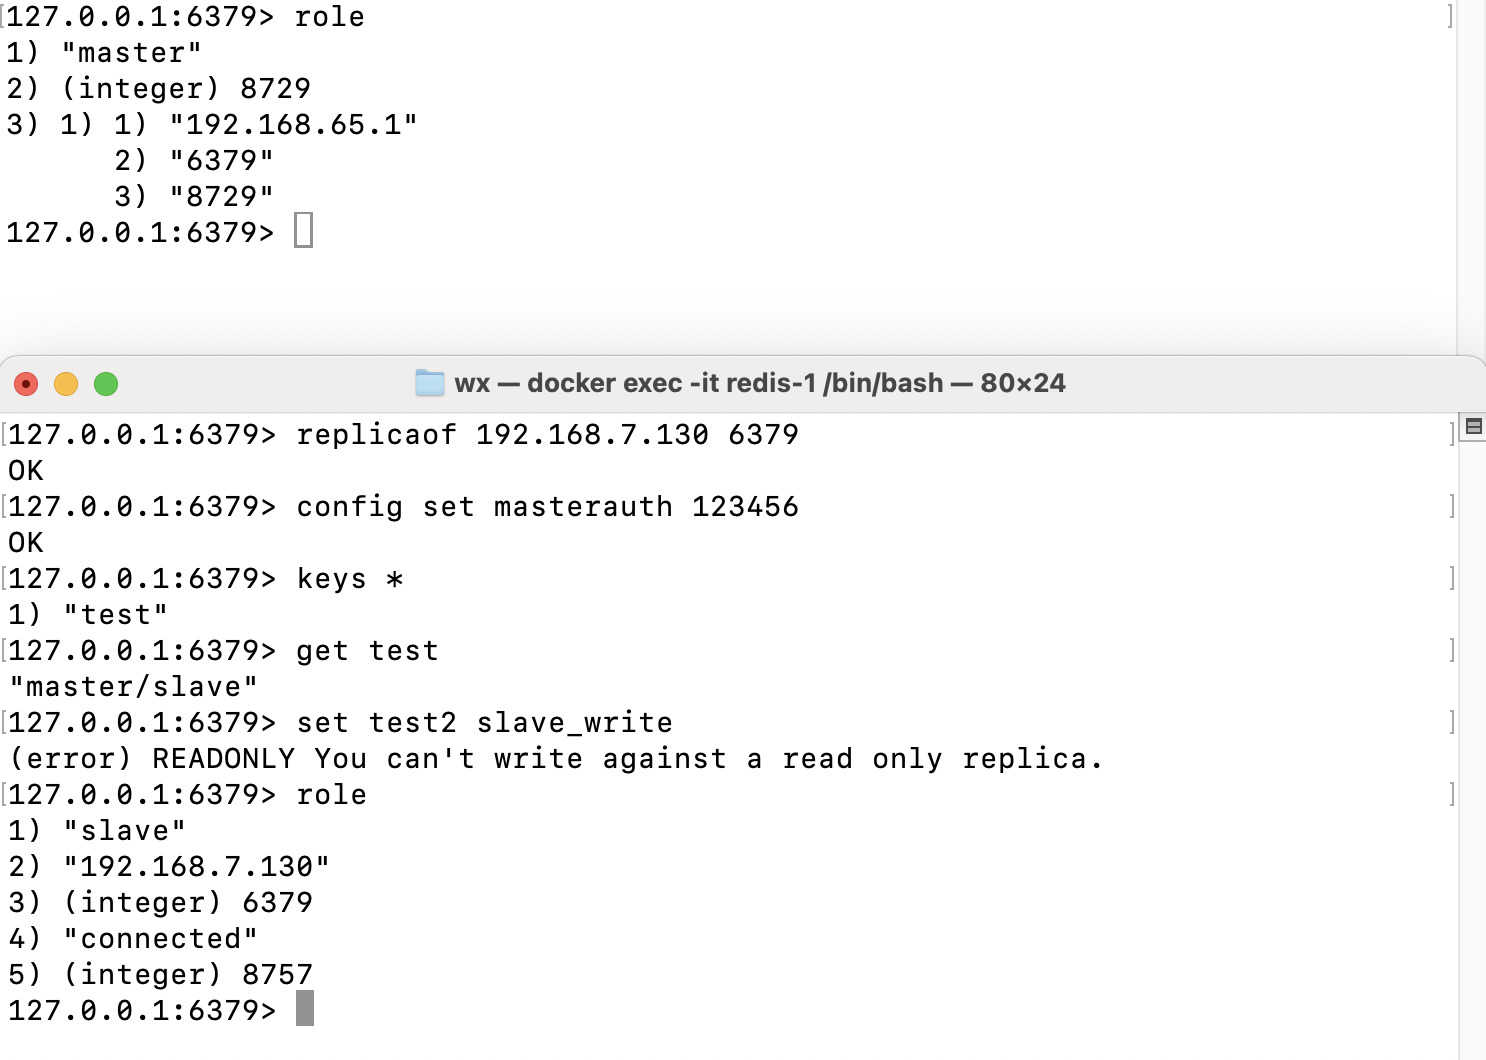 127.0.0.1:6379> role
1) "master"
2) (integer) 8729
3) 1) 1) "192.168.65.1"
      2) "6379"
      3) "8729"
127.0.0.1:6379>
wx — docker exec -it redis-1 /bin/bash — 80×24
127.0.0.1:6379> replicaof 192.168.7.130 6379
OK
127.0.0.1:6379> config set masterauth 123456
OK
127.0.0.1:6379> keys *
1) "test"
127.0.0.1:6379> get test
"master/slave"
127.0.0.1:6379> set test2 slave_write
(error) READONLY You can't write against a read only replica.
127.0.0.1:6379> role
1) "slave"
2) "192.168.7.130"
3) (integer) 6379
4) "connected"
5) (integer) 8757
127.0.0.1:6379>